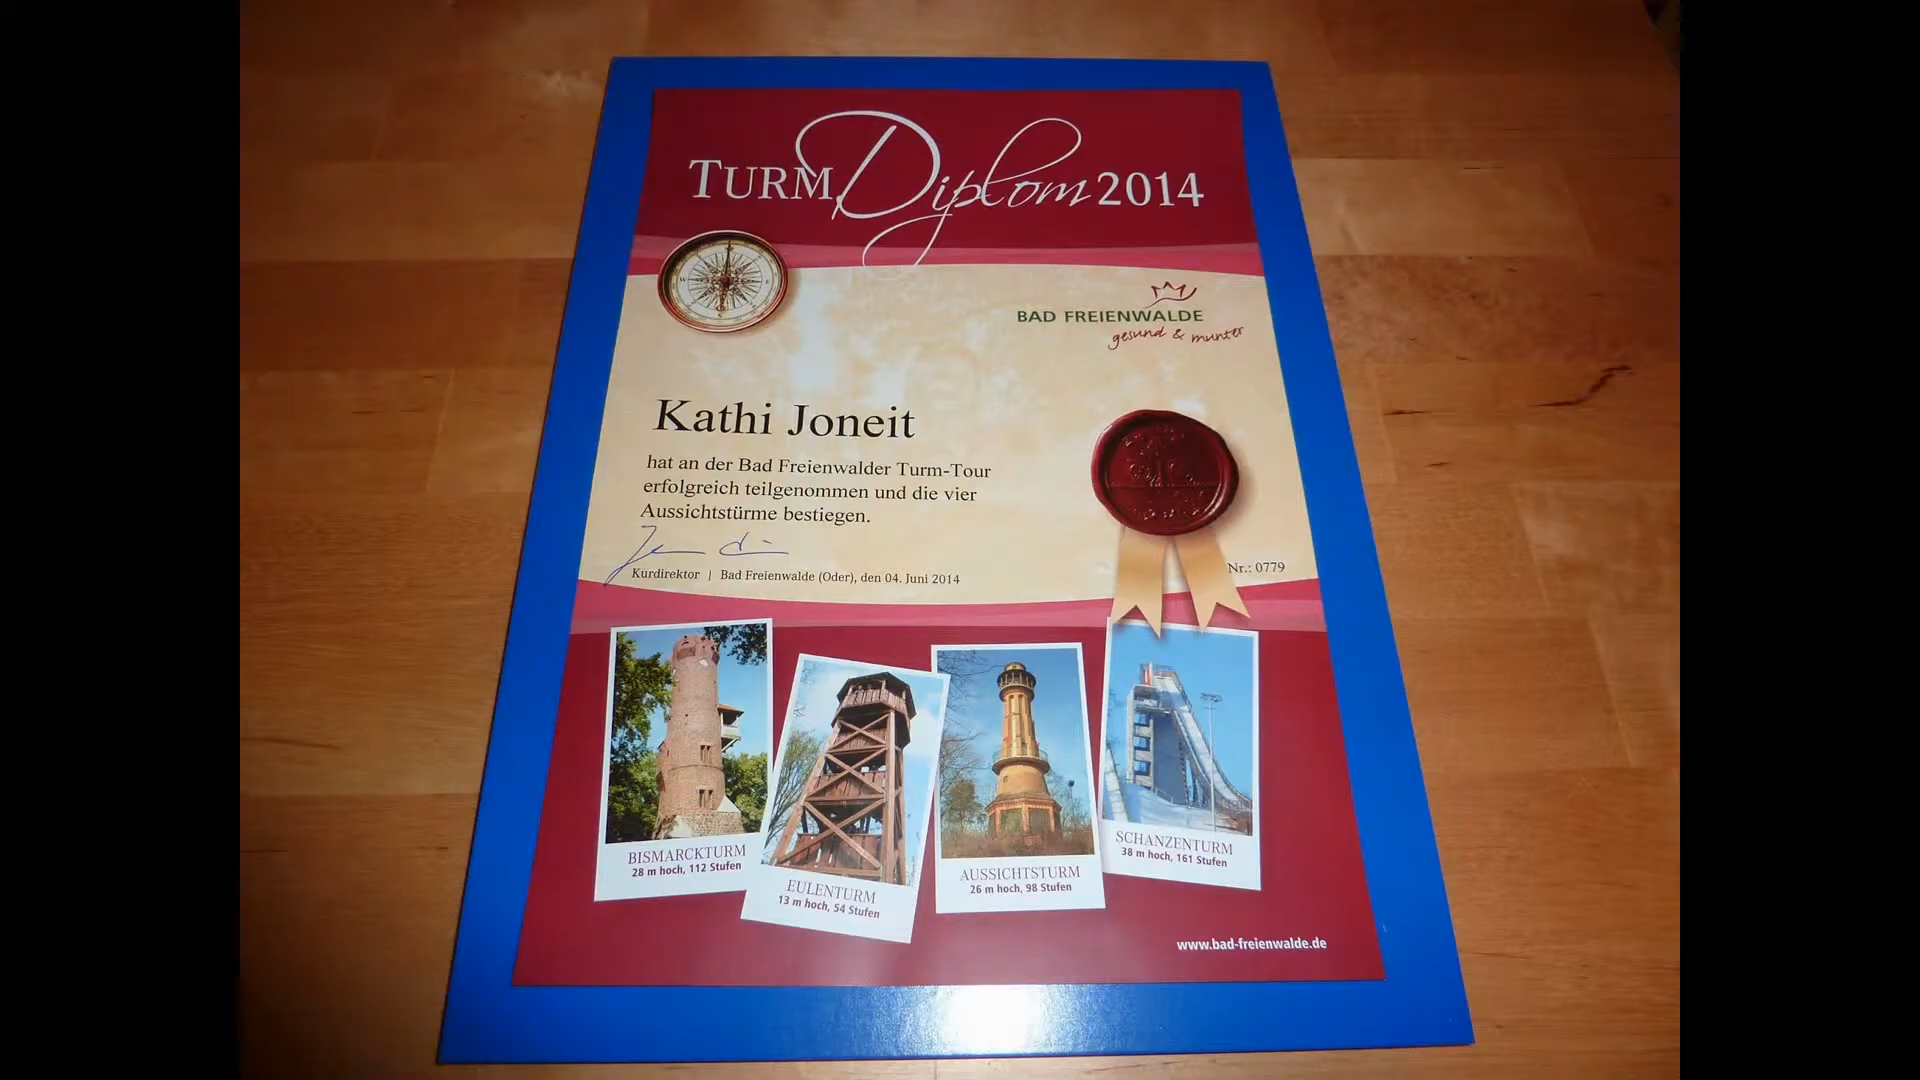 TURM Diplom 2014
BAD FREIENWALDE
gesund & munter
Kathi Joneit
hat an der Bad Freienwalder Turm-Tour
erfolgreich teilgenommen und die vier
Aussichtstürme bestiegen.
Kurdirektor | Bad Freienwalde (Oder), den 04. Juni 2014
Nr.: 0779
BISMARCKTURM
28 m hoch, 112 Stufen
EULENTURM
13 m hoch, 54 Stufen
AUSSICHTSTURM
26 m hoch, 98 Stufen
SCHANZENTURM
38 m hoch, 161 Stufen
www.bad-freienwalde.de